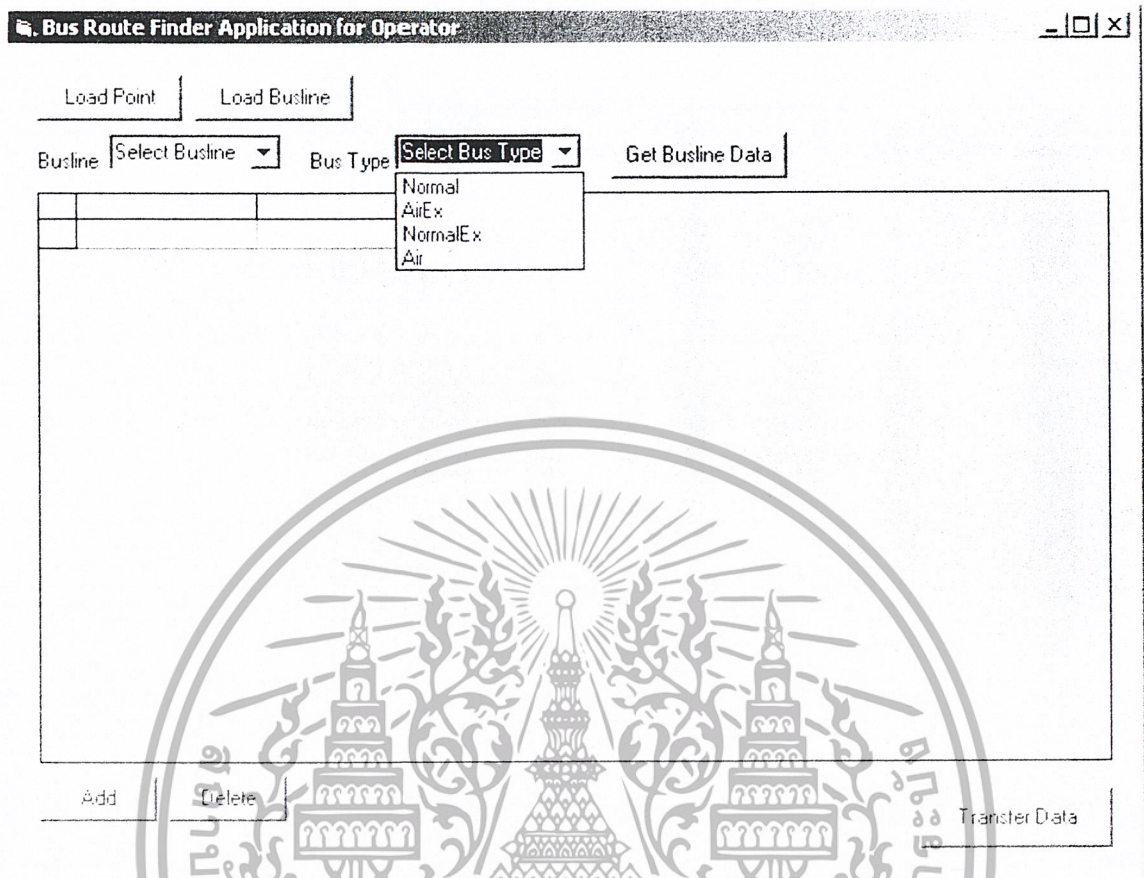 Bus Route Finder Application for Operator
Load Point Load Busline
Busline Select Busline Bus Type Select Bus Type Get Busline Data
Normal
AirEx
NormalEx
Air
Add Delete Transfer Data